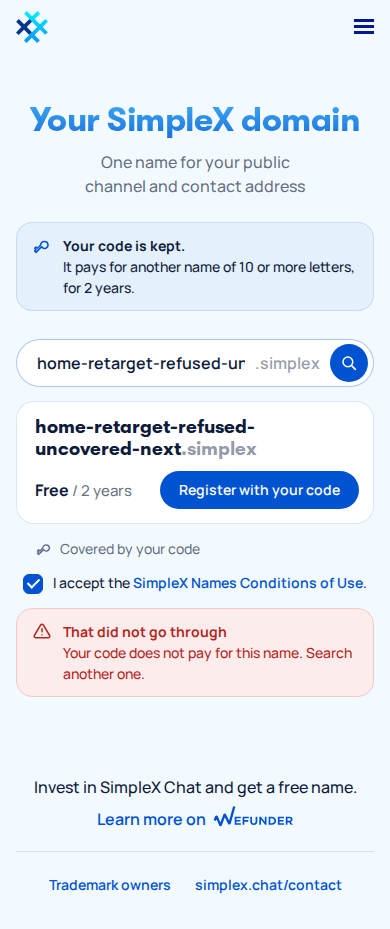 Your SimpleX domain
One name for your public
channel and contact address
Your code is kept.
It pays for another name of 10 or more letters,
for 2 years.
home-retarget-refused-un .simplex
home-retarget-refused-
uncovered-next.simplex
Free / 2 years Register with your code
Covered by your code
I accept the SimpleX Names Conditions of Use.
That did not go through
Your code does not pay for this name. Search
another one.
Invest in SimpleX Chat and get a free name.
Learn more on WEFUNDER
Trademark owners simplex.chat/contact